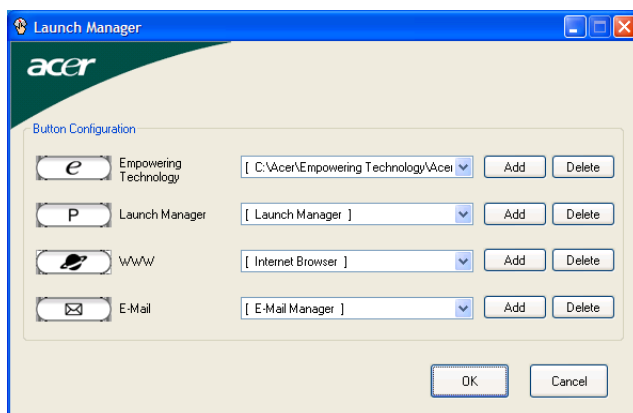 Launch Manager
acer
Button Configuration
e Empowering Technology [ C:\Acer\Empowering Technology\Acer Add Delete
P Launch Manager [ Launch Manager ] Add Delete
WWW [ Internet Browser ] Add Delete
E-Mail [ E-Mail Manager ] Add Delete
OK Cancel